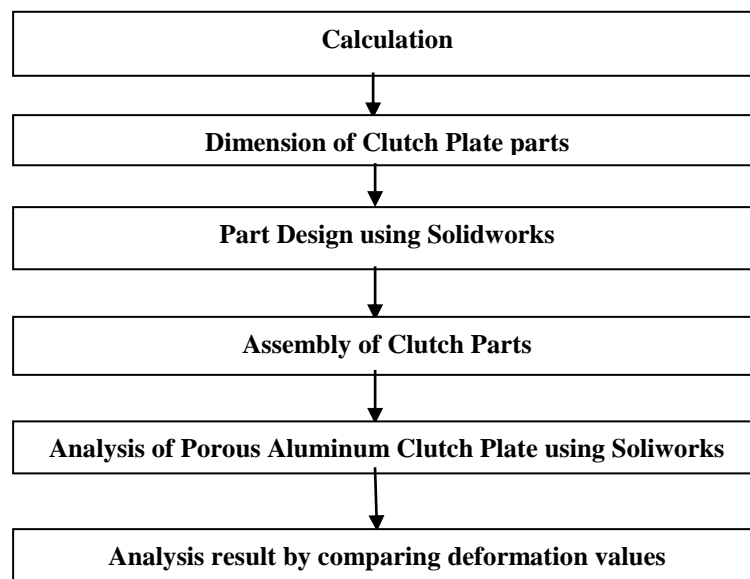 Calculation
Dimension of Clutch Plate parts
Part Design using Solidworks
Assembly of Clutch Parts
Analysis of Porous Aluminum Clutch Plate using Soliworks
Analysis result by comparing deformation values